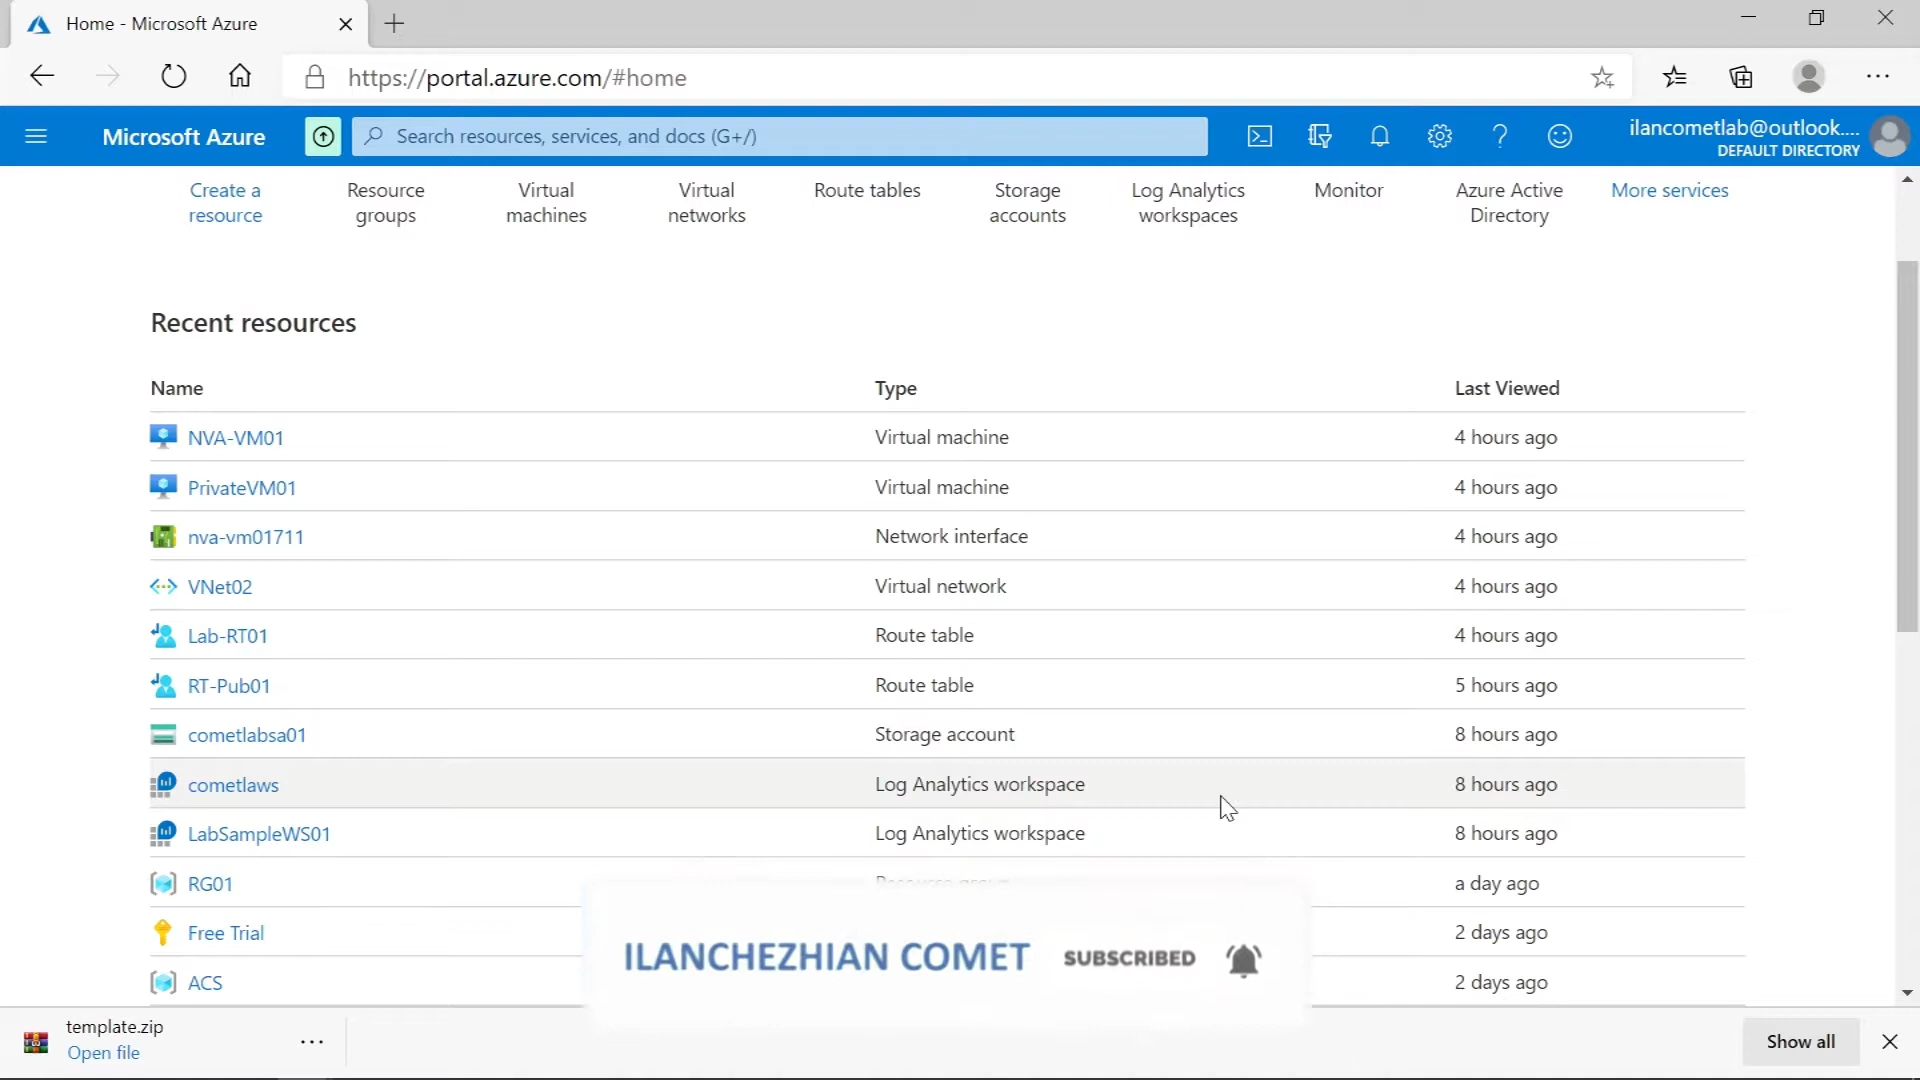 Home - Microsoft Azure
https://portal.azure.com/#home
Microsoft Azure
Search resources, services, and docs (G+/)
ilancometlab@outlook....
DEFAULT DIRECTORY
Create a resource
Resource groups
Virtual machines
Virtual networks
Route tables
Storage accounts
Log Analytics workspaces
Monitor
Azure Active Directory
More services
Recent resources
Name Type Last Viewed
NVA-VM01 Virtual machine 4 hours ago
PrivateVM01 Virtual machine 4 hours ago
nva-vm01711 Network interface 4 hours ago
VNet02 Virtual network 4 hours ago
Lab-RT01 Route table 4 hours ago
RT-Pub01 Route table 5 hours ago
cometlabsa01 Storage account 8 hours ago
cometlaws Log Analytics workspace 8 hours ago
LabSampleWS01 Log Analytics workspace 8 hours ago
RG01 a day ago
Free Trial 2 days ago
ACS 2 days ago
ILANCHEZHIAN COMET SUBSCRIBED
template.zip
Open file
Show all